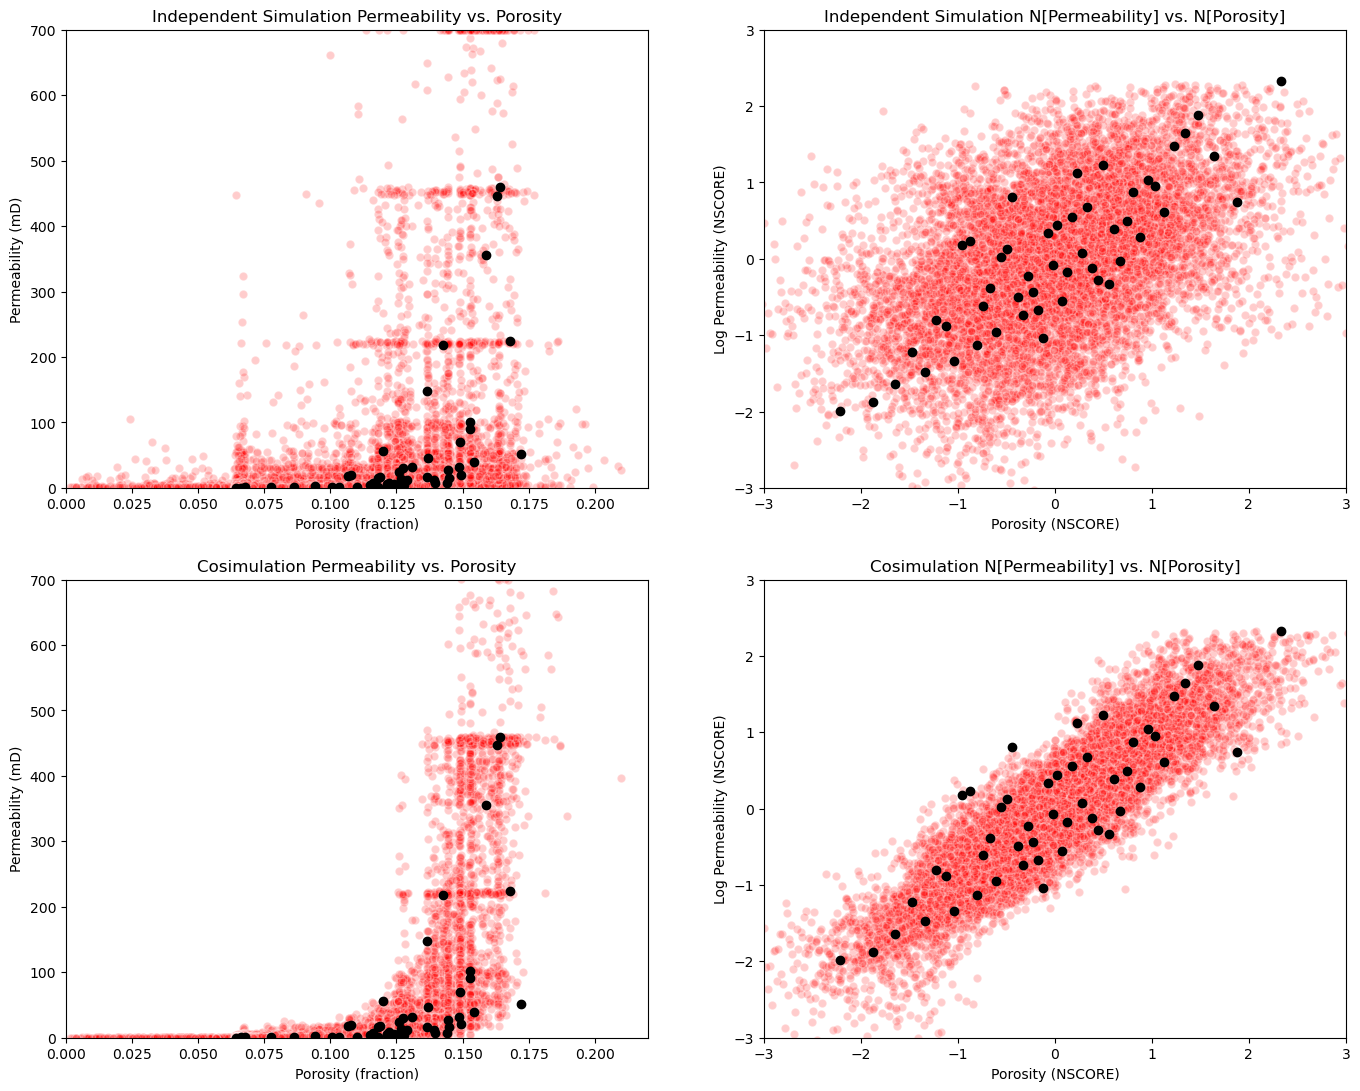 Independent Simulation Permeability vs. Porosity
700
600
500
400
300
200
100
0
Permeability (mD)
0.000 0.025 0.050 0.075 0.100 0.125 0.150 0.175 0.200
Porosity (fraction)
Independent Simulation N[Permeability] vs. N[Porosity]
3
2
1
0
−1
−2
−3
Log Permeability (NSCORE)
−3 −2 −1 0 1 2 3
Porosity (NSCORE)
Cosimulation Permeability vs. Porosity
700
600
500
400
300
200
100
0
Permeability (mD)
0.000 0.025 0.050 0.075 0.100 0.125 0.150 0.175 0.200
Porosity (fraction)
Cosimulation N[Permeability] vs. N[Porosity]
3
2
1
0
−1
−2
−3
Log Permeability (NSCORE)
−3 −2 −1 0 1 2 3
Porosity (NSCORE)